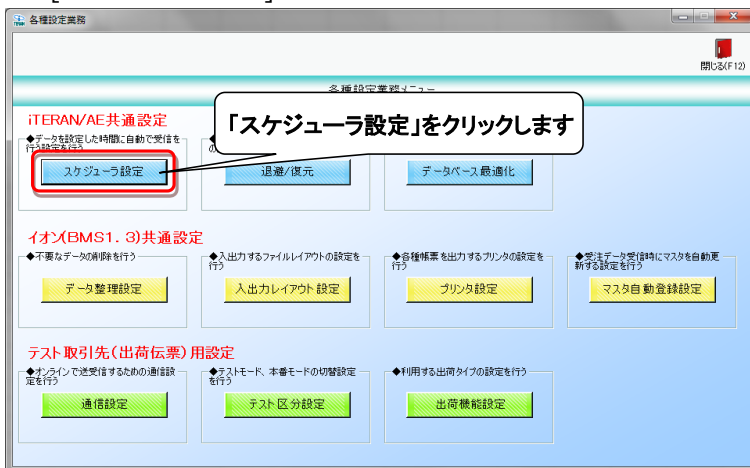 各種設定業務
閉じる(F12)
各種設定業務メニュー
「スケジューラ設定」をクリックします
iTERAN/AE共通設定
◆データを設定した時間に自動で受信を
行う設定を行う
スケジューラ設定
退避/復元
データベース最適化
イオン(BMS1.3)共通設定
◆不要なデータの削除を行う
データ整理設定
◆入出力するファイルレイアウトの設定を
行う
入出力レイアウト設定
◆各種帳票を出力するプリンタの設定を
行う
プリンタ設定
◆受注データ受信時にマスタを自動更
新する設定を行う
マスタ自動登録設定
テスト取引先(出荷伝票)用設定
◆オンラインで送受信するための通信設
定を行う
通信設定
◆テストモード、本番モードの切替設定
を行う
テスト区分設定
◆利用する出荷タイプの設定を行う
出荷機能設定